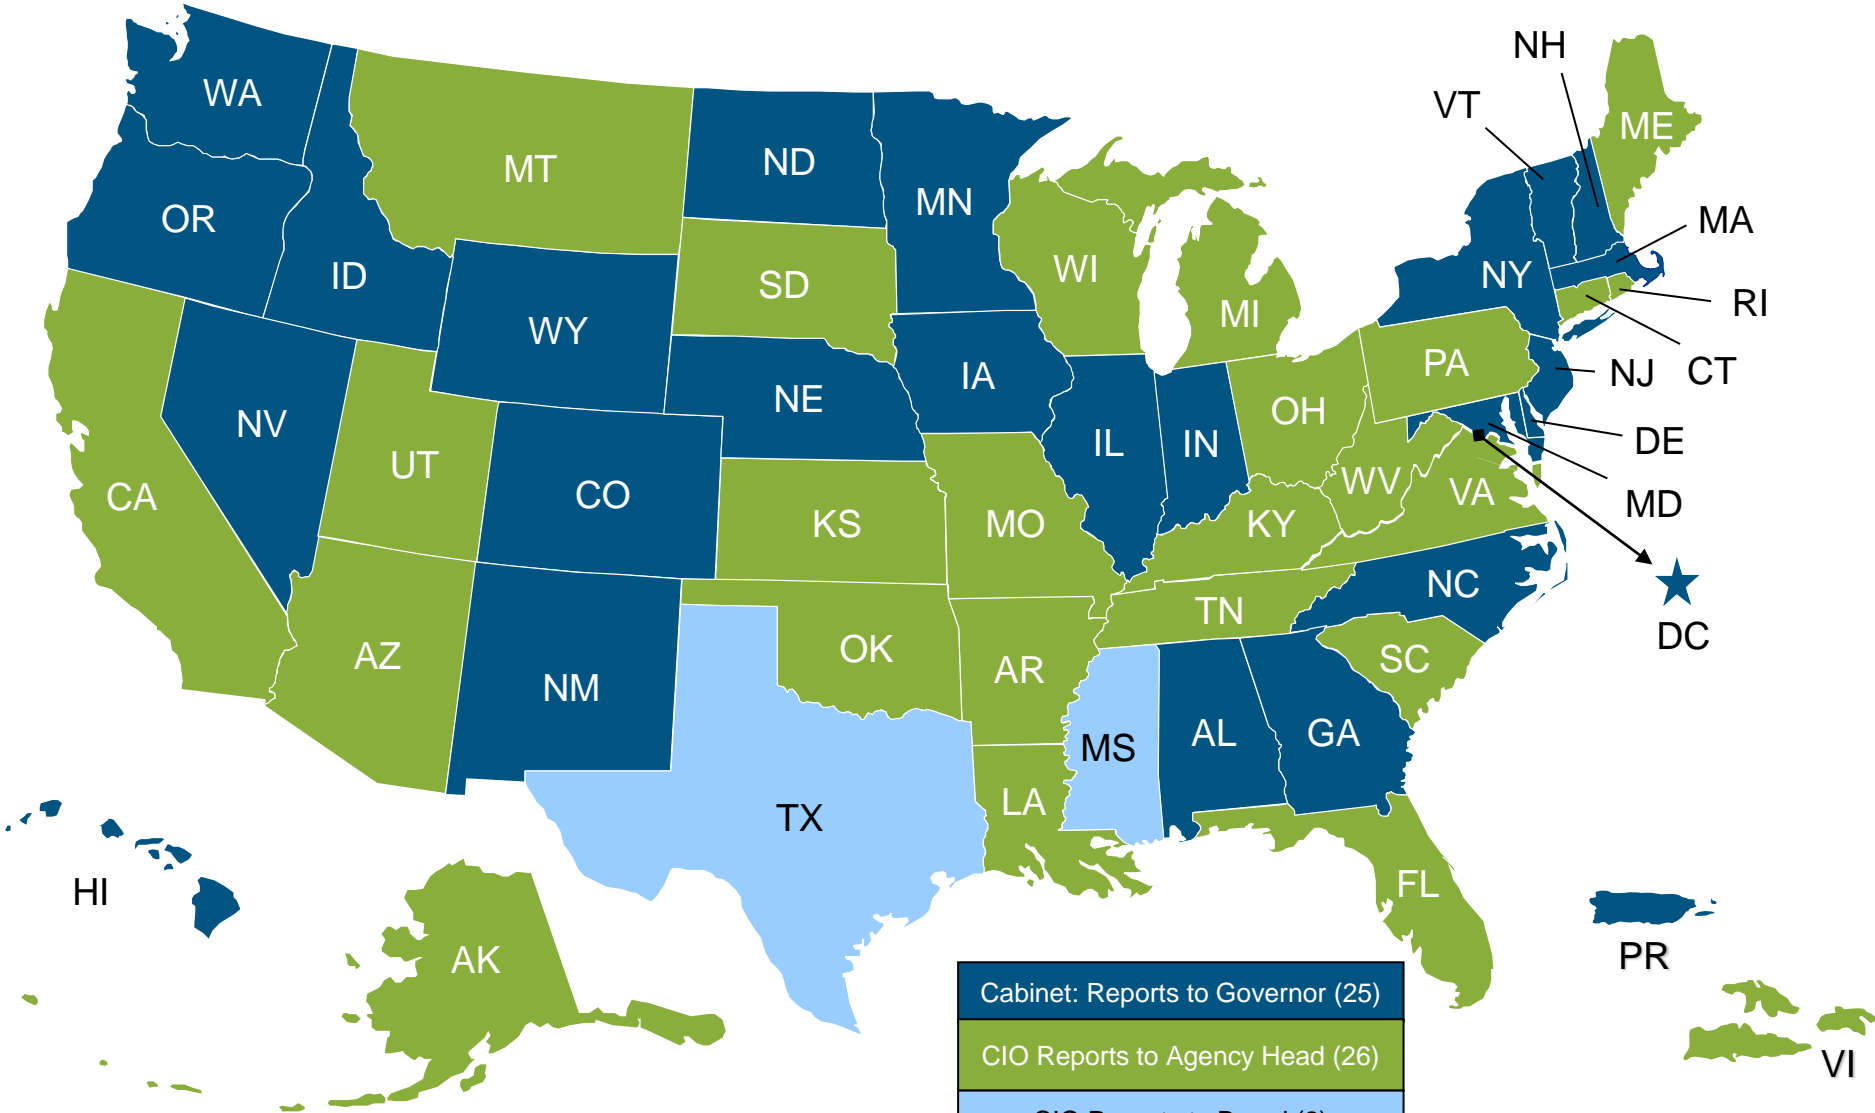 NH
VT
ME
WA
MT
ND
MN
OR
MA
ID
WI
NY
SD
RI
MI
WY
PA
NJ
CT
IA
NE
OH
NV
IL
IN
DE
UT
CO
WV
VA
CA
MD
KS
MO
KY
NC
TN
DC
OK
AZ
AR
SC
NM
MS
AL
GA
LA
TX
FL
HI
AK
PR
VI
Cabinet: Reports to Governor (25)
CIO Reports to Agency Head (26)